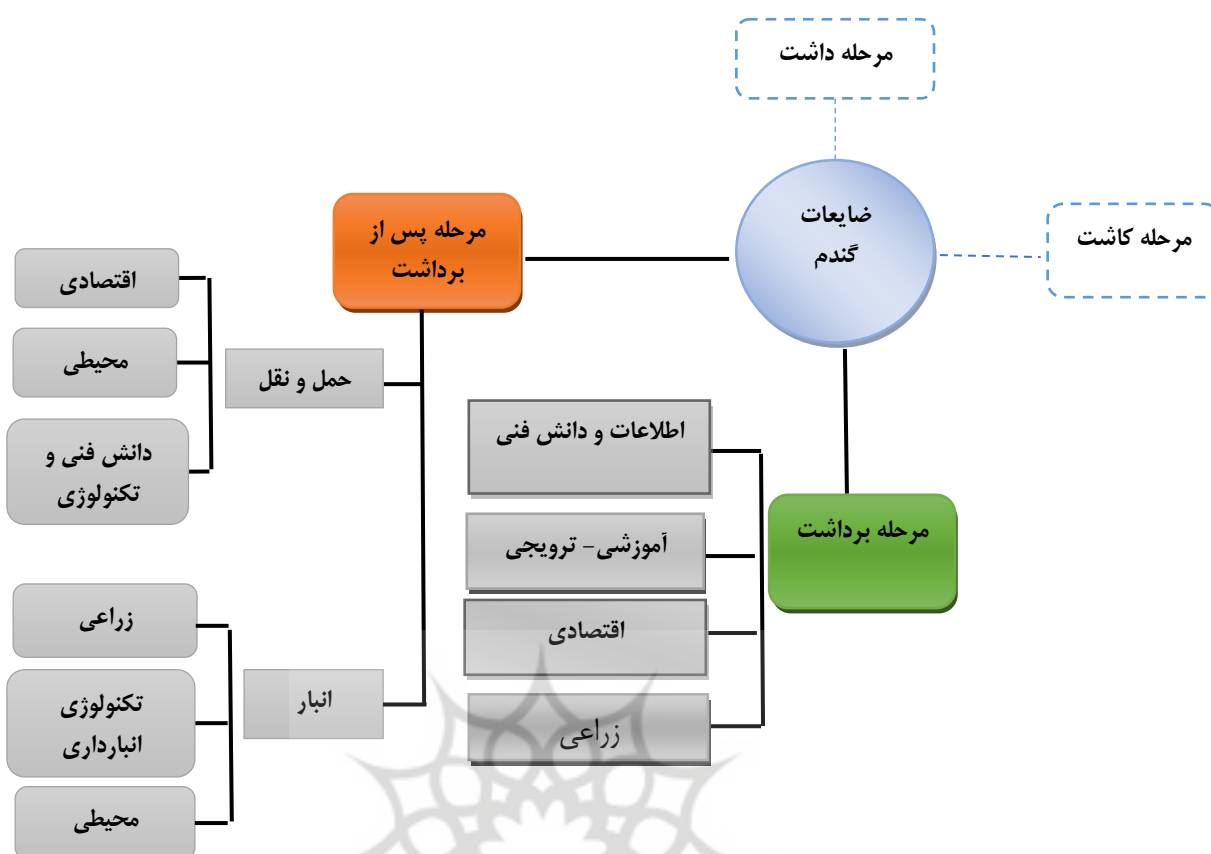 مرحله داشت
ضایعات
گندم
مرحله کاشت
مرحله پس از
برداشت
اقتصادی
محیطی
حمل و نقل
دانش فنی و
تکنولوژی
اطلاعات و دانش فنی
مرحله برداشت
آموزشی- ترویجی
اقتصادی
زراعی
زراعی
انبار
تکنولوژی
انبارداری
محیطی